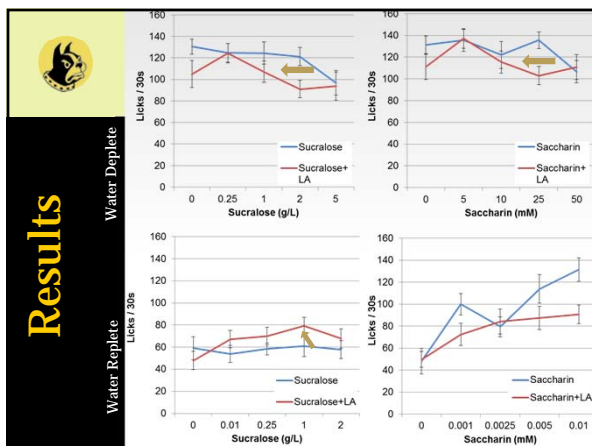 Results
Water Deplete
Water Replete
Licks / 30s
160
140
120
100
80
60
40
20
0
Sucralose
Sucralose+
LA
0 0.25 1 2 5
Sucralose (g/L)
Licks / 30s
160
140
120
100
80
60
40
20
0
Saccharin
Saccharin+
LA
0 5 10 25 50
Saccharin (mM)
Licks / 30s
160
140
120
100
80
60
40
20
0
Sucralose
Sucralose+LA
0 0.01 0.25 1 2
Sucralose (g/L)
Licks / 30s
160
140
120
100
80
60
40
20
0
Saccharin
Saccharin+LA
0 0.001 0.0025 0.005 0.01
Saccharin (mM)